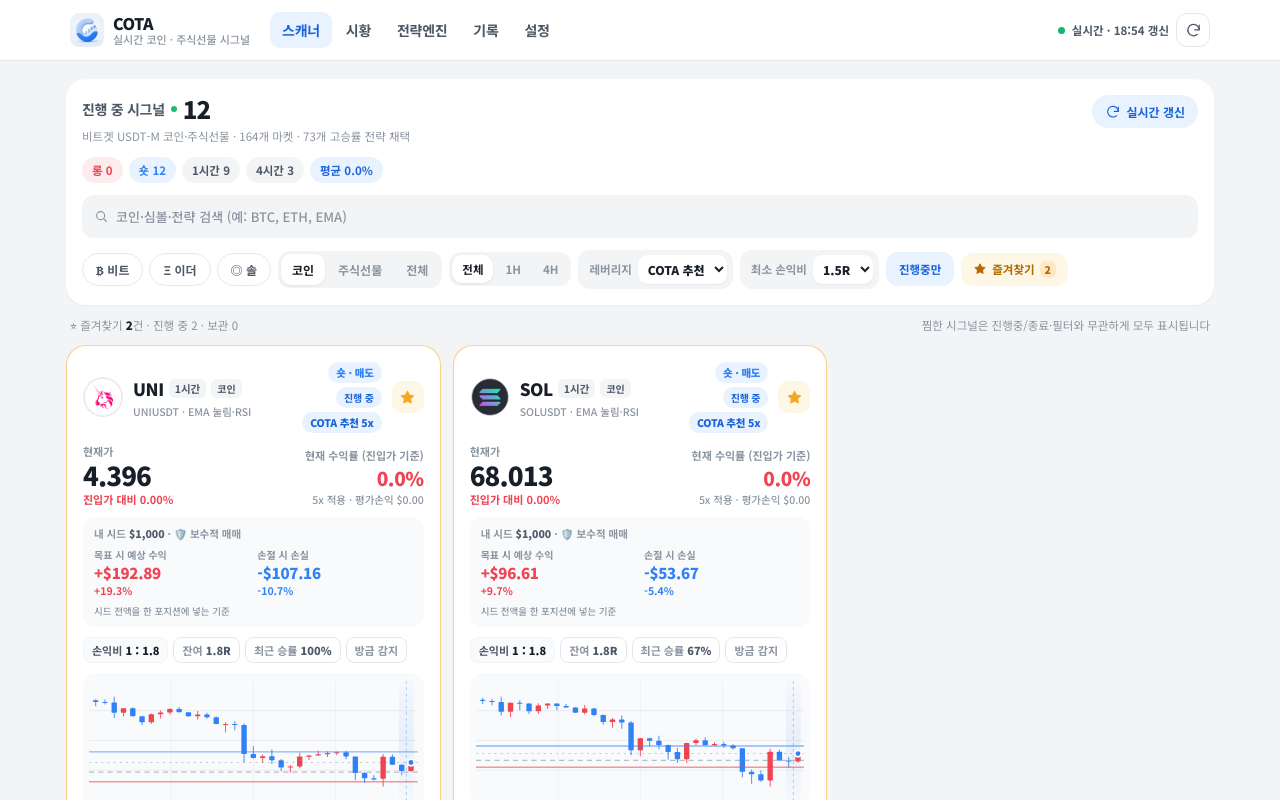 COTA
실시간 코인 · 주식선물 시그널
스캐너
시황
전략엔진
기록
설정
실시간 · 18:54 갱신
진행 중 시그널 12
실시간 갱신
비트겟 USDT-M 코인·주식선물 · 164개 마켓 · 73개 고승률 전략 채택
롱 0
숏 12
1시간 9
4시간 3
평균 0.0%
코인·심볼·전략 검색 (예: BTC, ETH, EMA)
₿ 비트
Ξ 이더
◎ 솔
코인
주식선물
전체
전체
1H
4H
레버리지
COTA 추천
최소 손익비
1.5R
진행중만
★ 즐겨찾기 2
⭐ 즐겨찾기 2건 · 진행 중 2 · 보관 0
찜한 시그널은 진행중/종료·필터와 무관하게 모두 표시됩니다
UNI
1시간
코인
UNIUSDT · EMA 눌림·RSI
숏 · 매도
진행 중
COTA 추천 5x
현재가
4.396
진입가 대비 0.00%
현재 수익률 (진입가 기준)
0.0%
5x 적용 · 평가손익 $0.00
내 시드 $1,000 · 🛡️ 보수적 매매
목표 시 예상 수익
+$192.89
+19.3%
손절 시 손실
-$107.16
-10.7%
시드 전액을 한 포지션에 넣는 기준
손익비 1 : 1.8
잔여 1.8R
최근 승률 100%
방금 감지
SOL
1시간
코인
SOLUSDT · EMA 눌림·RSI
숏 · 매도
진행 중
COTA 추천 5x
현재가
68.013
진입가 대비 0.00%
현재 수익률 (진입가 기준)
0.0%
5x 적용 · 평가손익 $0.00
내 시드 $1,000 · 🛡️ 보수적 매매
목표 시 예상 수익
+$96.61
+9.7%
손절 시 손실
-$53.67
-5.4%
시드 전액을 한 포지션에 넣는 기준
손익비 1 : 1.8
잔여 1.8R
최근 승률 67%
방금 감지